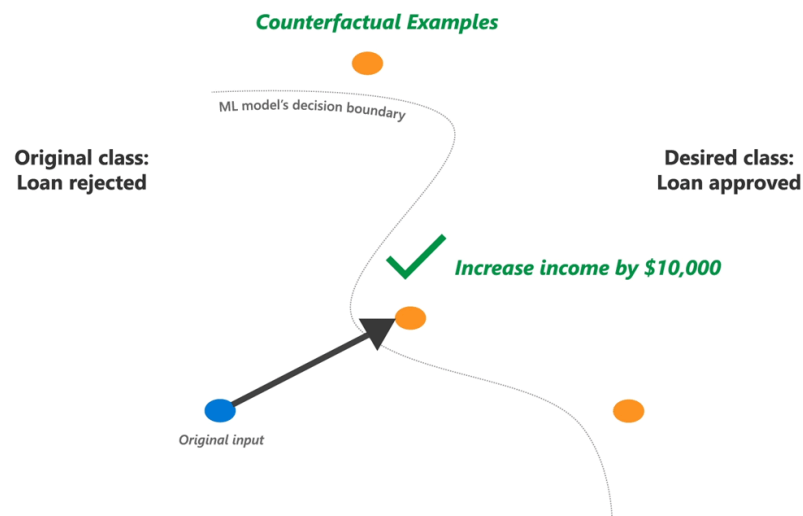 Counterfactual Examples
ML model's decision boundary
Original class:
Loan rejected
Desired class:
Loan approved
Increase income by $10,000
Original input